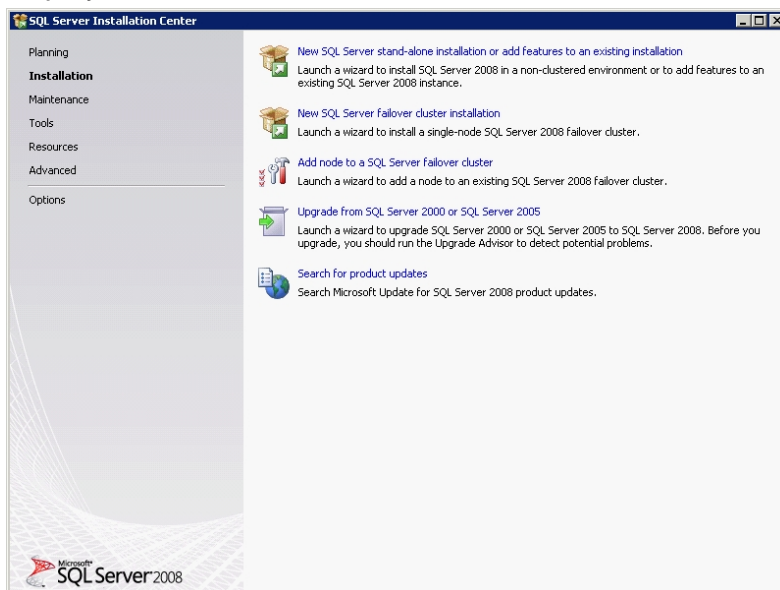 SQL Server Installation Center
Planning
Installation
Maintenance
Tools
Resources
Advanced
Options
New SQL Server stand-alone installation or add features to an existing installation
Launch a wizard to install SQL Server 2008 in a non-clustered environment or to add features to an
existing SQL Server 2008 instance.
New SQL Server failover cluster installation
Launch a wizard to install a single-node SQL Server 2008 failover cluster.
Add node to a SQL Server failover cluster
Launch a wizard to add a node to an existing SQL Server 2008 failover cluster.
Upgrade from SQL Server 2000 or SQL Server 2005
Launch a wizard to upgrade SQL Server 2000 or SQL Server 2005 to SQL Server 2008. Before you
upgrade, you should run the Upgrade Advisor to detect potential problems.
Search for product updates
Search Microsoft Update for SQL Server 2008 product updates.
Microsoft
SQL Server 2008